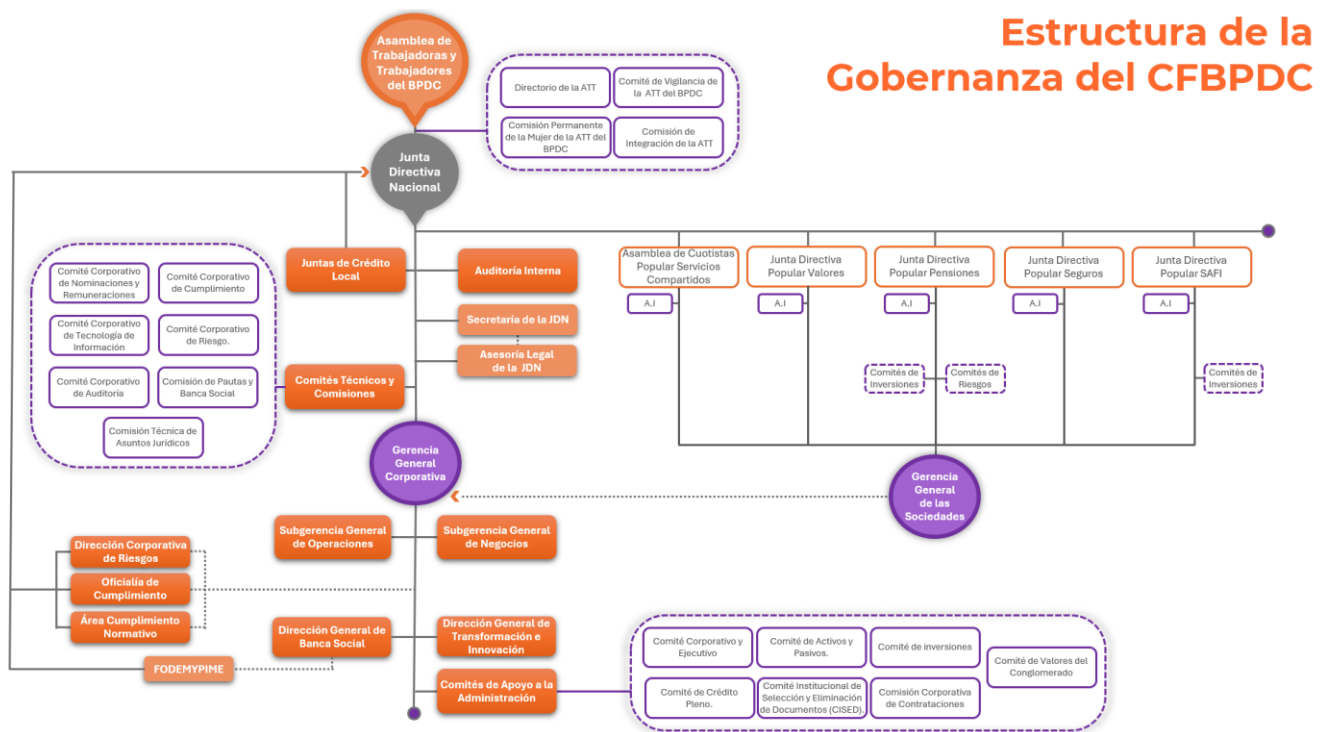 Estructura de la
Gobernanza del CFBPDC
Asamblea de
Trabajadoras y
Trabajadores
del BPDC
Directorio de la ATT
Comité de Vigilancia de
la ATT del BPDC
Comisión Permanente
de la Mujer de la ATT del
BPDC
Comisión de
Integración de la ATT
Junta
Directiva
Nacional
Juntas de Crédito
Local
Auditoría Interna
Secretaría de la JDN
Asesoría Legal
de la JDN
Comités Técnicos y
Comisiones
Comité Corporativo
de Nominaciones y
Remuneraciones
Comité Corporativo
de Cumplimiento
Comité Corporativo
de Tecnología de
Información
Comité Corporativo
de Riesgo.
Comité Corporativo
de Auditoría
Comisión de Pautas y
Banca Social
Comisión Técnica de
Asuntos Jurídicos
Asamblea de Cuotistas
Popular Servicios
Compartidos
Junta Directiva
Popular Valores
Junta Directiva
Popular Pensiones
Junta Directiva
Popular Seguros
Junta Directiva
Popular SAFI
A.I
A.I
A.I
A.I
A.I
Comités de
Inversiones
Comités de
Riesgos
Comités de
Inversiones
Gerencia
General
Corporativa
Gerencia
General
de las
Sociedades
Subgerencia General
de Operaciones
Subgerencia General
de Negocios
Dirección Corporativa
de Riesgos
Oficialía de
Cumplimiento
Área Cumplimiento
Normativo
Dirección General de
Banca Social
Dirección General de
Transformación e
Innovación
FODEMYPIME
Comités de Apoyo a la
Administración
Comité Corporativo y
Ejecutivo
Comité de Activos y
Pasivos.
Comité de inversiones
Comité de Valores del
Conglomerado
Comité de Crédito
Pleno.
Comité Institucional de
Selección y Eliminación
de Documentos (CISED).
Comisión Corporativa
de Contrataciones